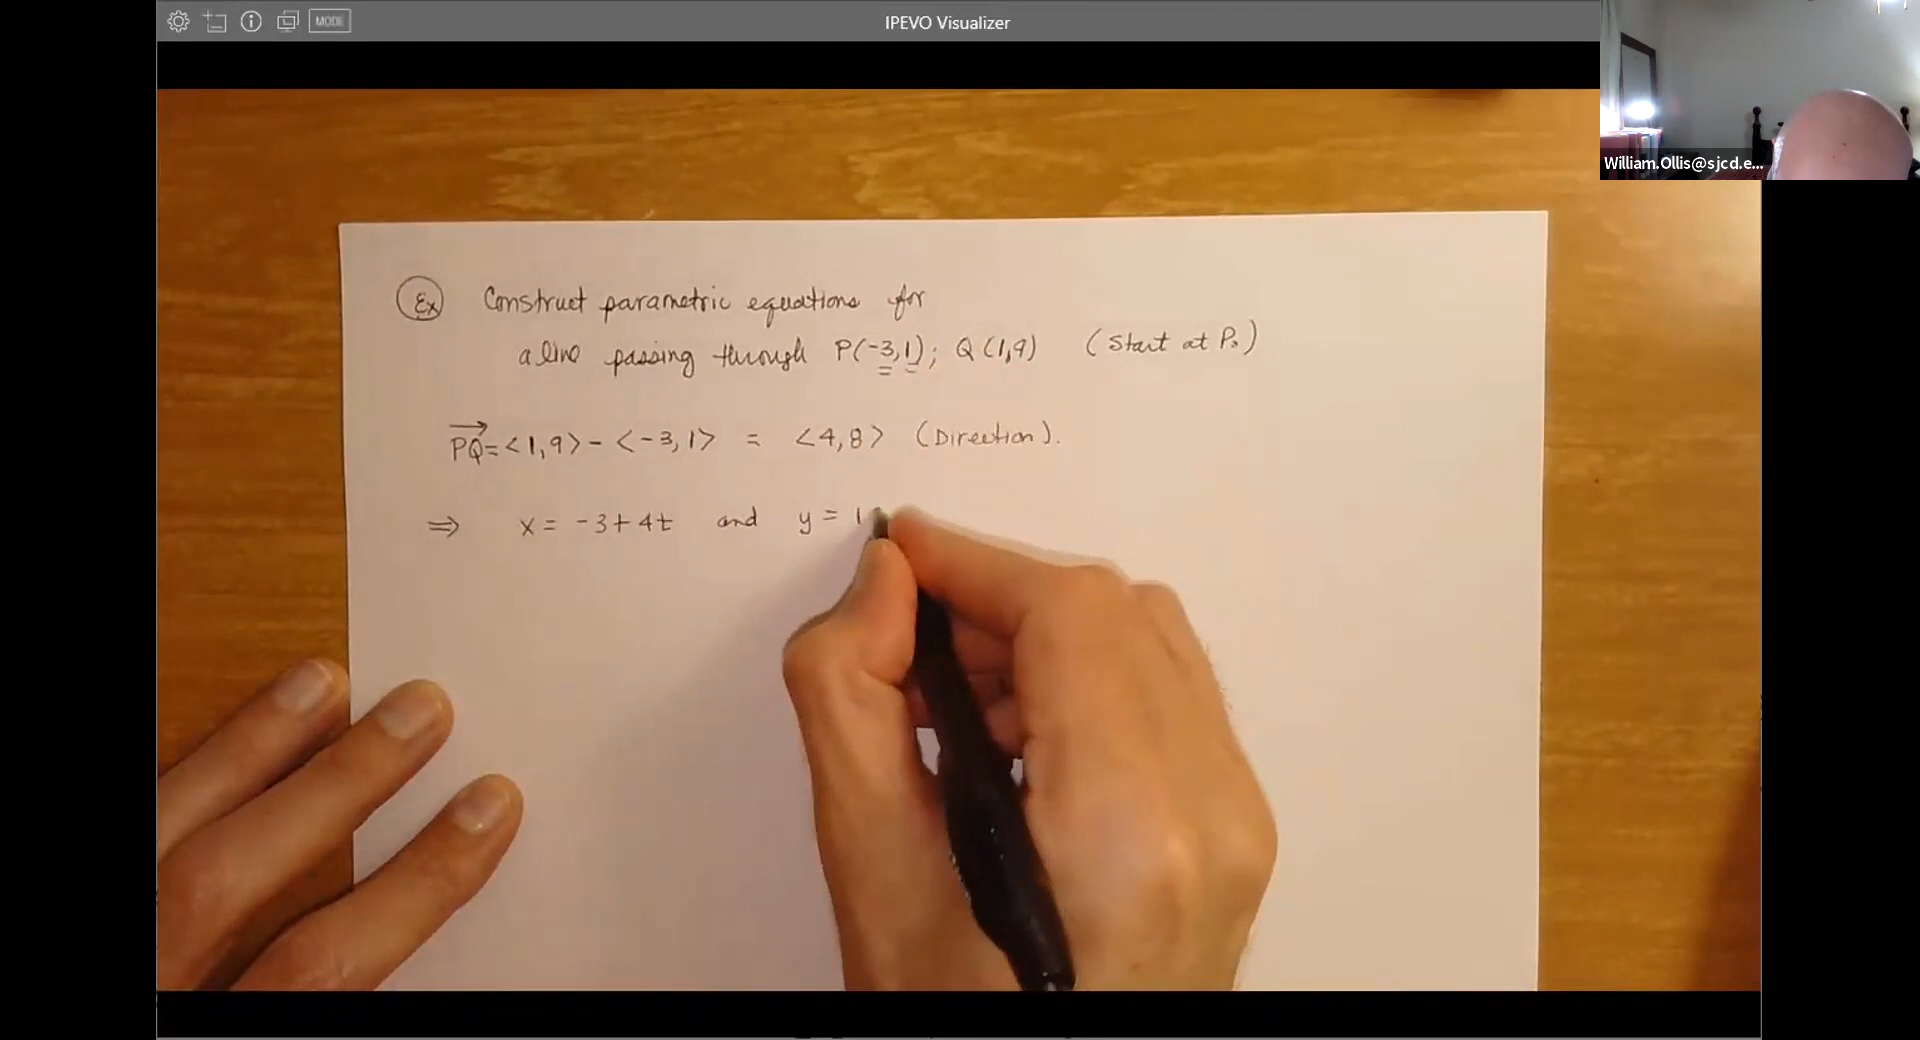 MODE
IPEVO Visualizer
William.Ollis@sjcd.e...
Ex Construct parametric equations for
a line passing through P(-3,1); Q(1,9) (Start at P.)
PQ = <1,9> - <-3,1> = <4,8> (Direction).
⇒ x = -3+4t and y = 1